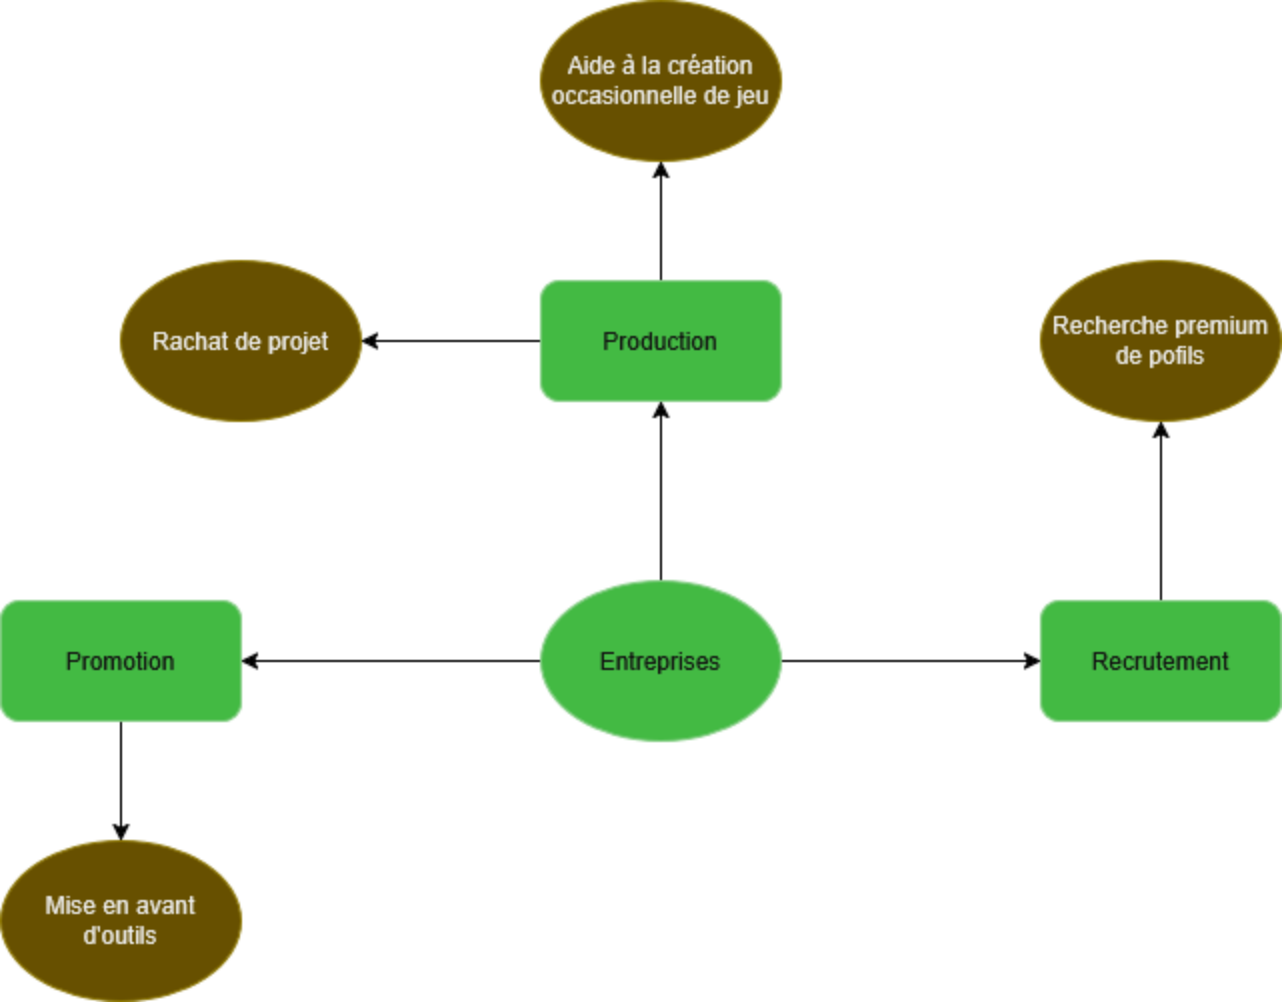 Aide à la création
occasionnelle de jeu
Rachat de projet
Production
Recherche premium
de pofils
Promotion
Entreprises
Recrutement
Mise en avant
d'outils